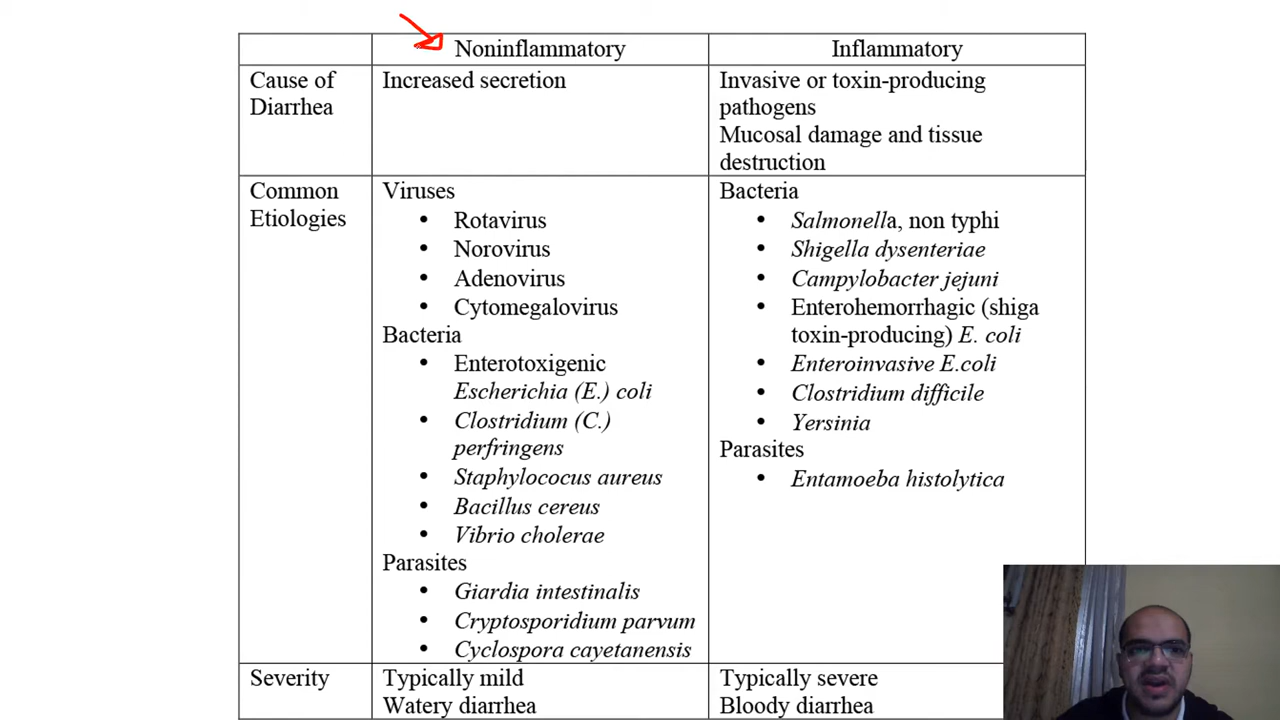 Noninflammatory
Inflammatory
Cause of
Diarrhea
Increased secretion
Invasive or toxin-producing
pathogens
Mucosal damage and tissue
destruction
Common
Etiologies
Viruses
• Rotavirus
• Norovirus
• Adenovirus
• Cytomegalovirus
Bacteria
• Enterotoxigenic
Escherichia (E.) coli
• Clostridium (C.)
perfringens
• Staphylococus aureus
• Bacillus cereus
• Vibrio cholerae
Parasites
• Giardia intestinalis
• Cryptosporidium parvum
• Cyclospora cayetanensis
Bacteria
• Salmonella, non typhi
• Shigella dysenteriae
• Campylobacter jejuni
• Enterohemorrhagic (shiga
toxin-producing) E. coli
• Enteroinvasive E.coli
• Clostridium difficile
• Yersinia
Parasites
• Entamoeba histolytica
Severity
Typically mild
Watery diarrhea
Typically severe
Bloody diarrhea